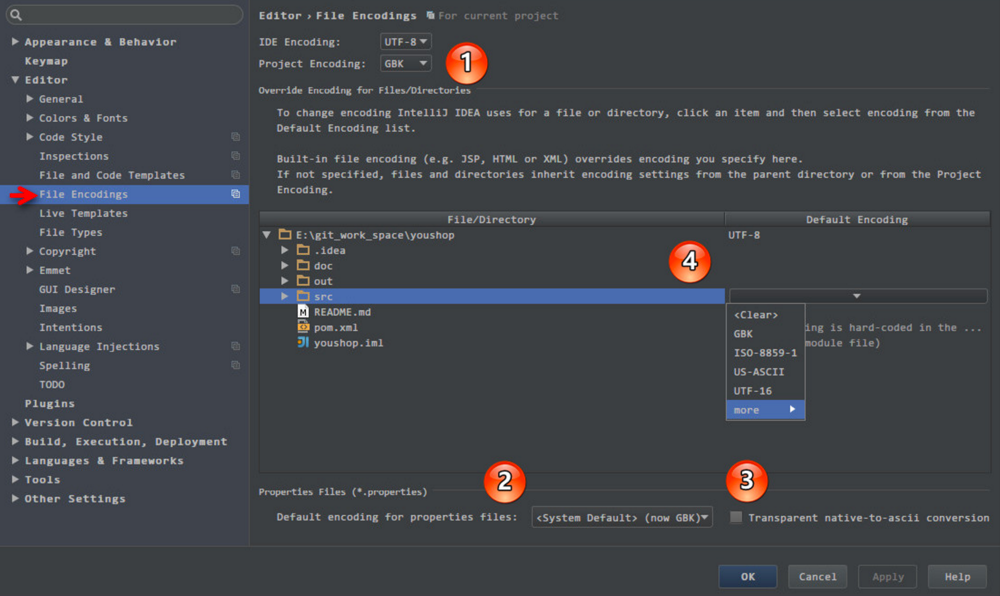 Appearance & Behavior
Keymap
Editor
General
Colors & Fonts
Code Style
Inspections
File and Code Templates
File Encodings
Live Templates
File Types
Copyright
Emmet
GUI Designer
Images
Intentions
Language Injections
Spelling
TODO
Plugins
Version Control
Build, Execution, Deployment
Languages & Frameworks
Tools
Other Settings
Editor › File Encodings For current project
IDE Encoding: UTF-8
Project Encoding: GBK
1
Override Encoding for Files/Directories
To change encoding IntelliJ IDEA uses for a file or directory, click an item and then select encoding from the
Default Encoding list.
Built-in file encoding (e.g. JSP, HTML or XML) overrides encoding you specify here.
If not specified, files and directories inherit encoding settings from the parent directory or from the Project
Encoding.
File/Directory Default Encoding
E:\git_work_space\youshop UTF-8
.idea
4
doc
out
src
README.md
pom.xml
youshop.iml
<Clear>
GBK
ISO-8859-1
US-ASCII
UTF-16
more
ing is hard-coded in the ...
module file)
2
3
Properties Files (*.properties)
Default encoding for properties files: <System Default> (now GBK) Transparent native-to-ascii conversion
OK Cancel Apply Help